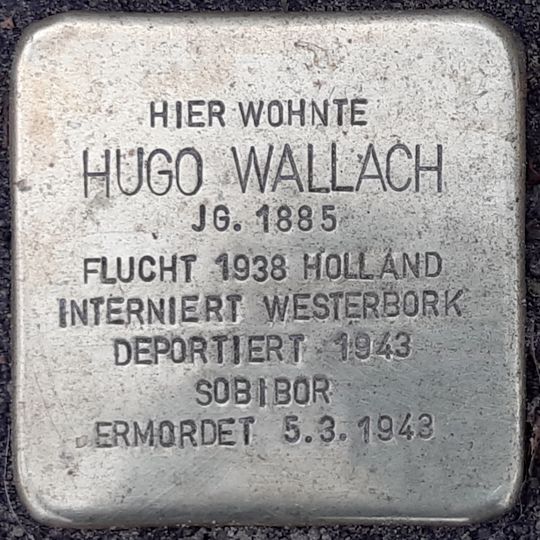 HIER WOHNTE
HUGO WALLACH
JG. 1885
FLUCHT 1938 HOLLAND
INTERNIERT WESTERBORK
DEPORTIERT 1943
SOBIBOR
ERMORDET 5.3.1943